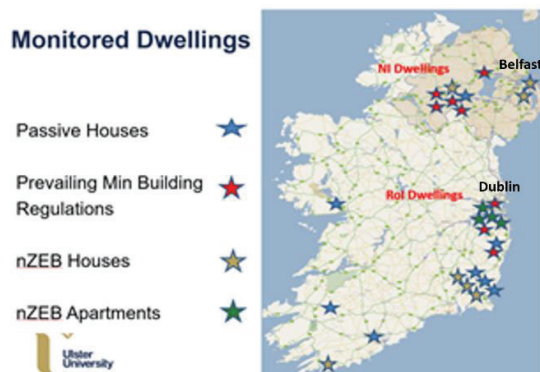 Monitored Dwellings
Passive Houses
Prevailing Min Building
Regulations
nZEB Houses
nZEB Apartments
Ulster
University
NI Dwellings
Belfast
RoI Dwellings
Dublin